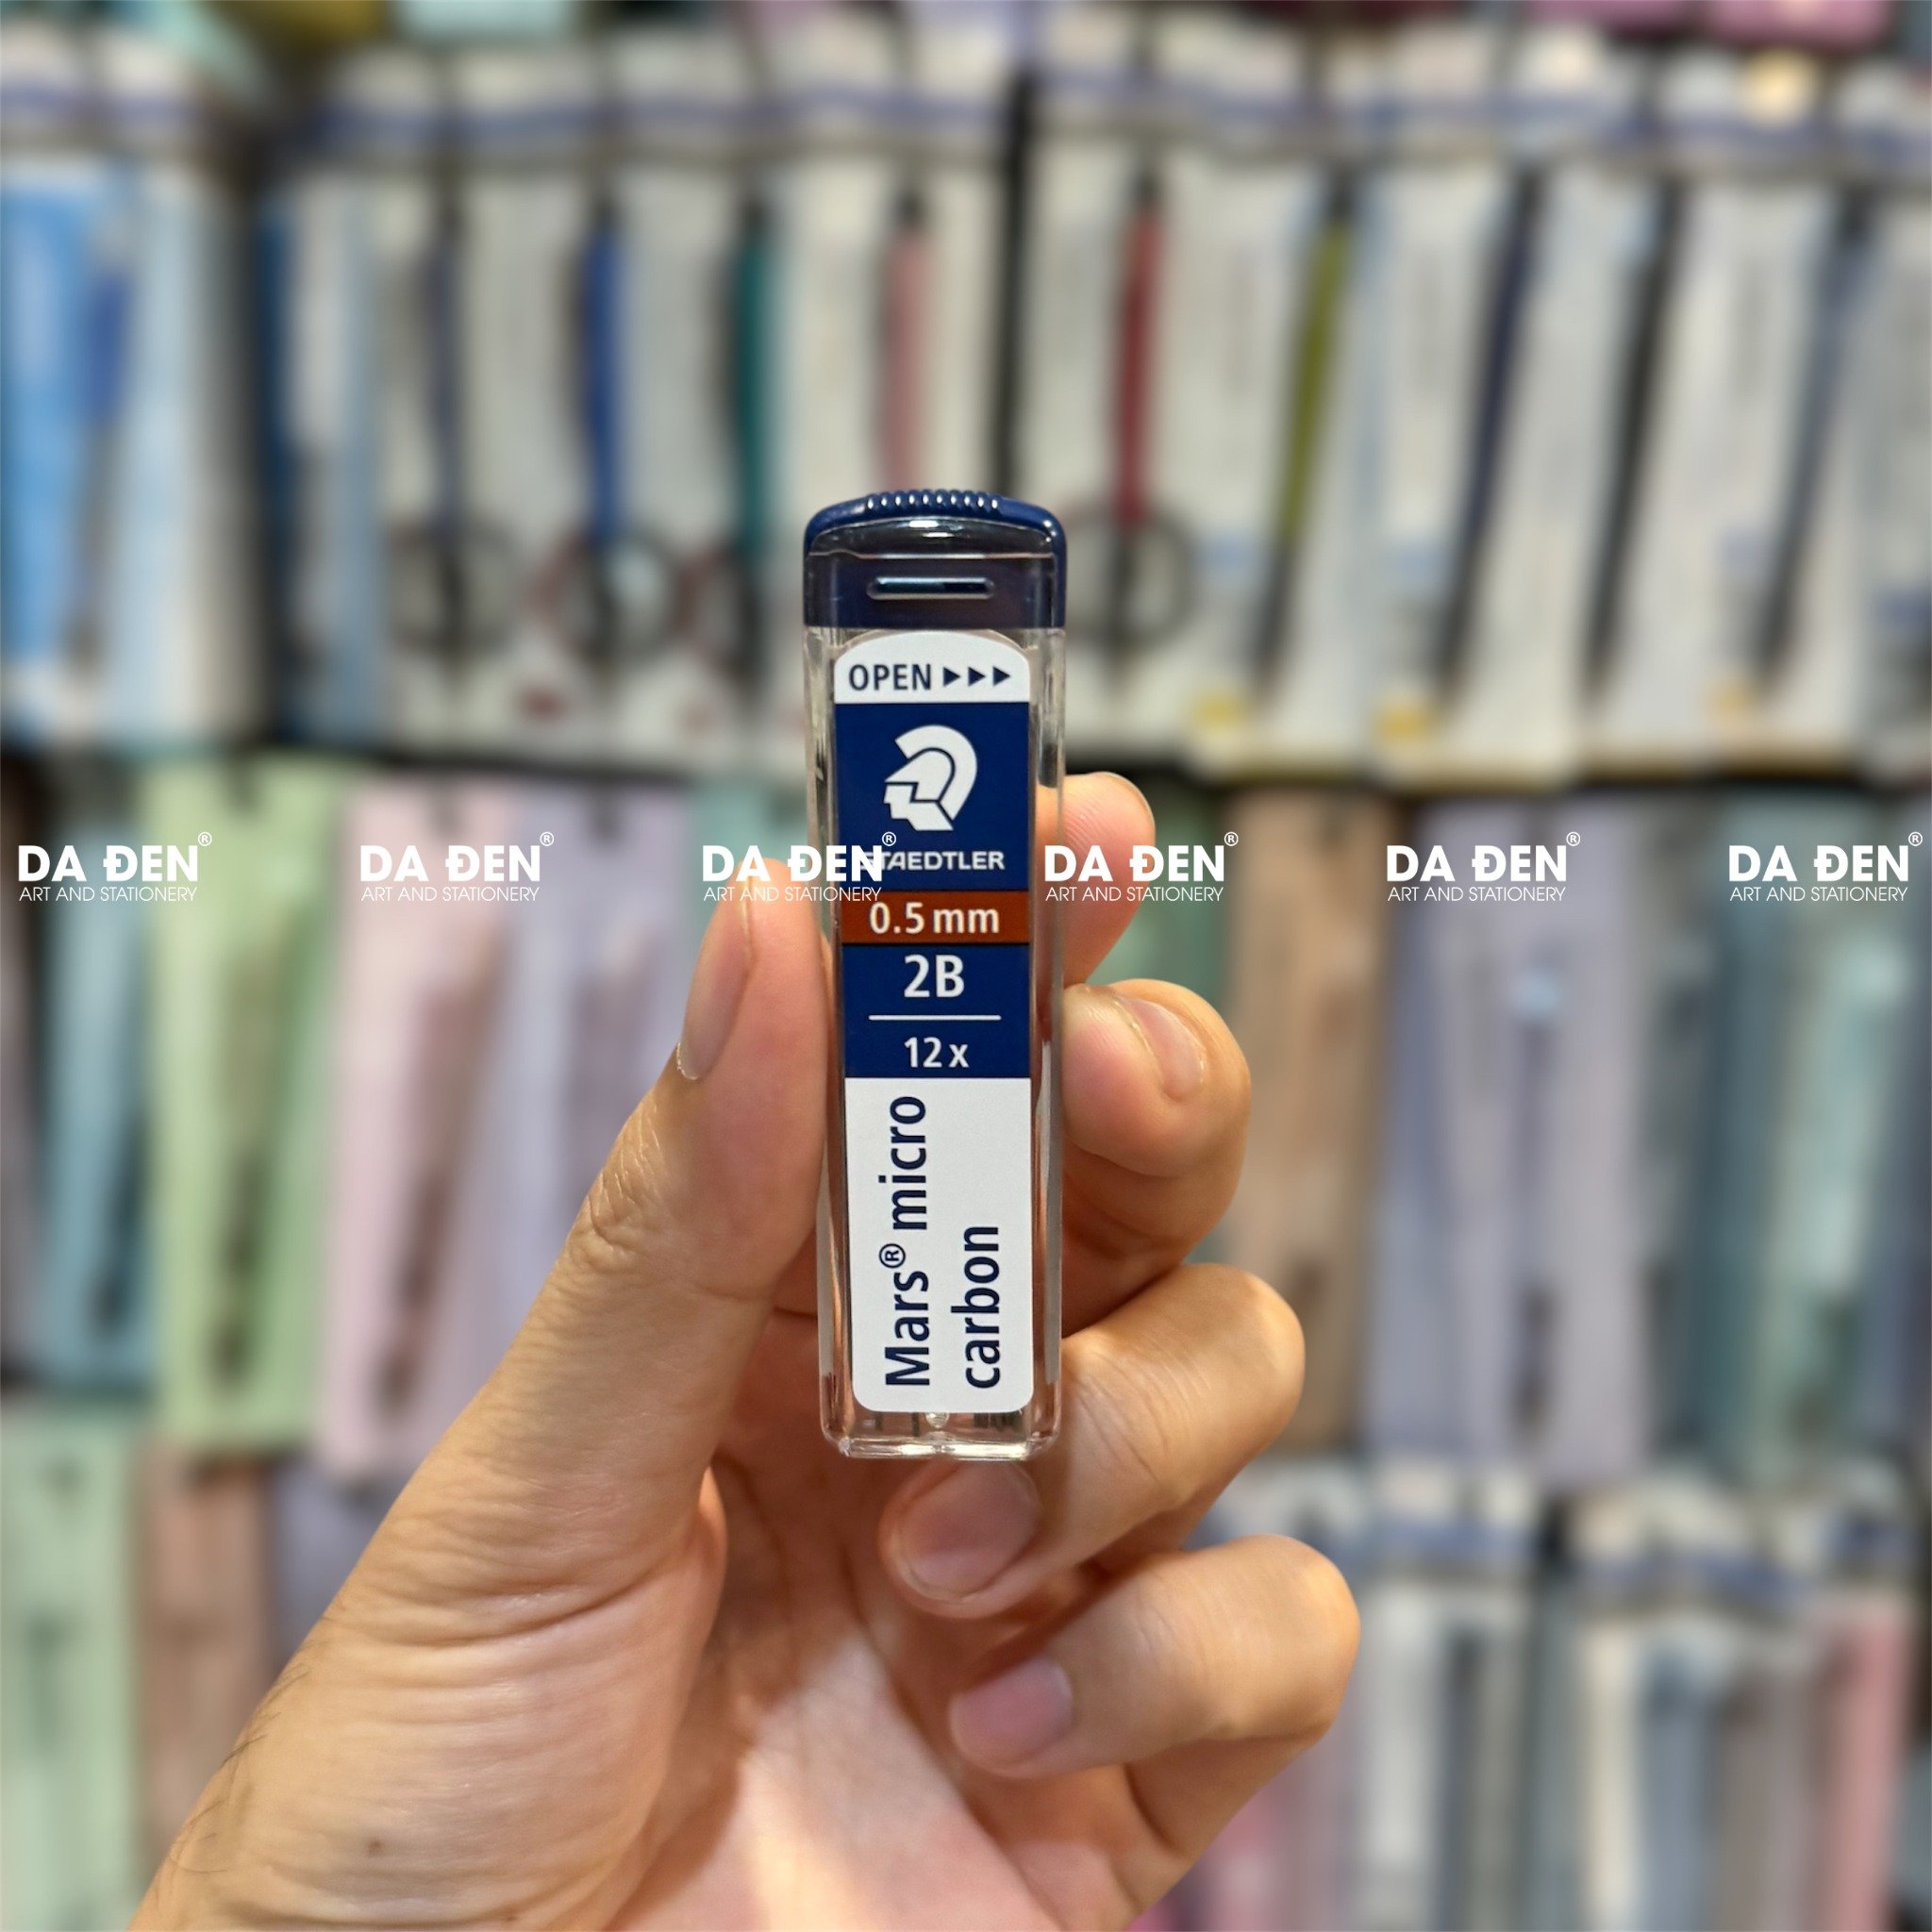 OPEN ▶▶▶
STAEDTLER
0.5 mm
2B
12 x
Mars® micro
carbon
DA ĐEN® DA ĐEN® DA ĐEN® DA ĐEN® DA ĐEN® DA ĐEN®
ART AND STATIONERY ART AND STATIONERY ART AND STATIONERY ART AND STATIONERY ART AND STATIONERY ART AND STATIONERY